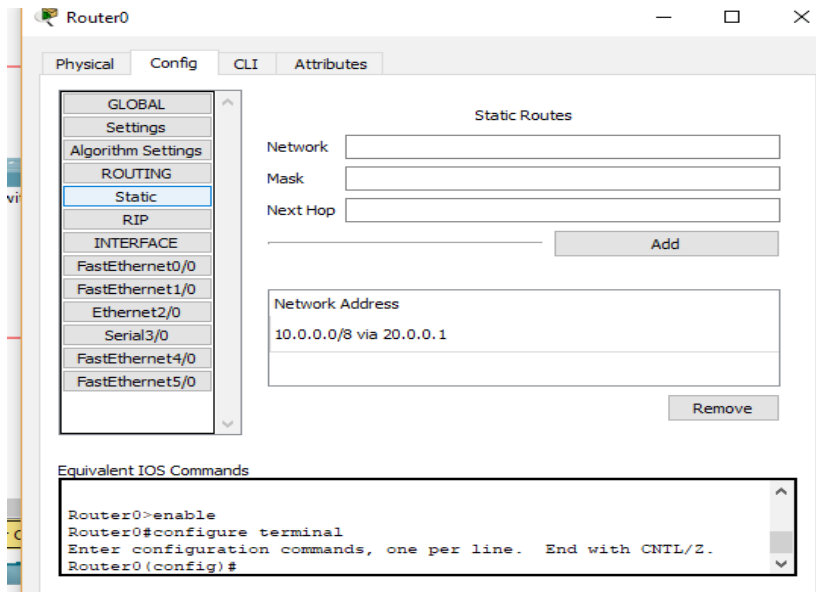 Router0
Physical Config CLI Attributes
GLOBAL
Settings
Algorithm Settings
ROUTING
Static
RIP
INTERFACE
FastEthernet0/0
FastEthernet1/0
Ethernet2/0
Serial3/0
FastEthernet4/0
FastEthernet5/0
Static Routes
Network
Mask
Next Hop
Add
Network Address
10.0.0.0/8 via 20.0.0.1
Remove
Equivalent IOS Commands
Router0>enable
Router0#configure terminal
Enter configuration commands, one per line.  End with CNTL/Z.
Router0(config)#